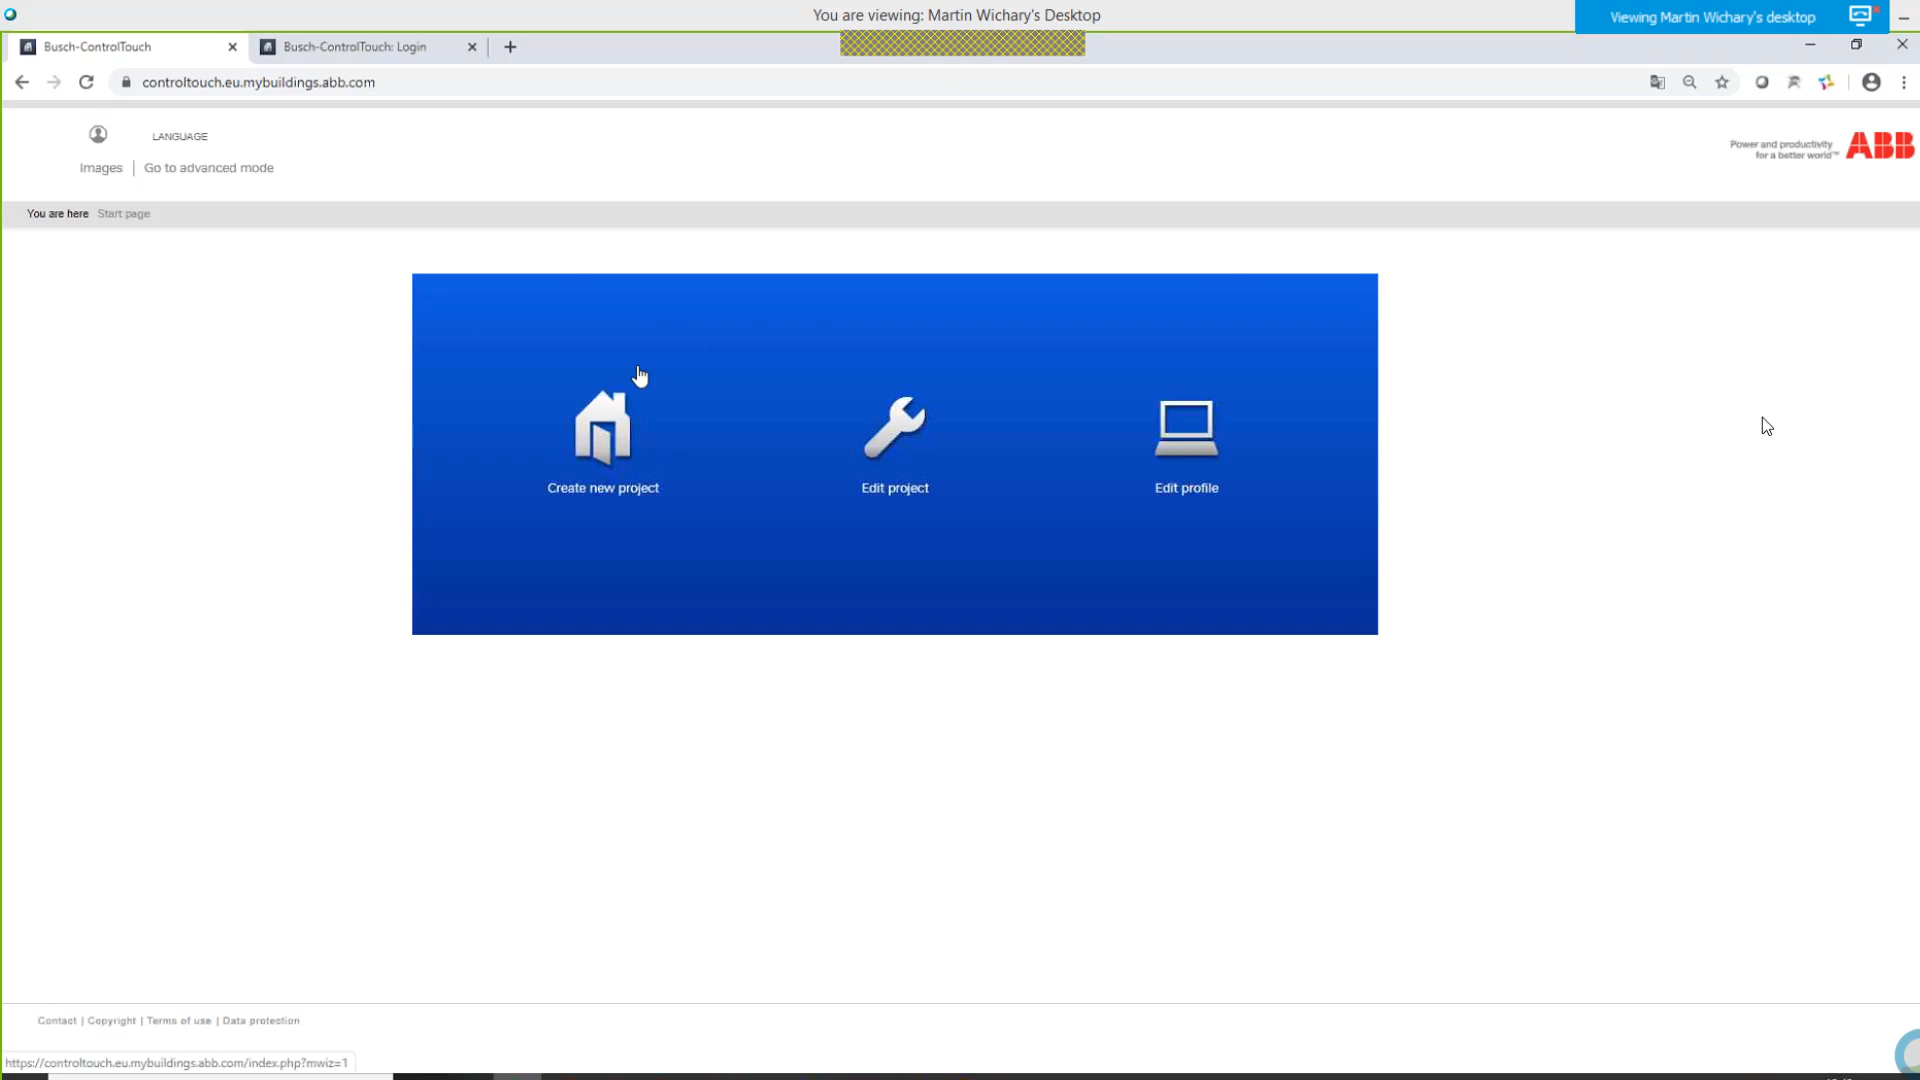 You are viewing: Martin Wichary's Desktop
Viewing Martin Wichary's desktop
Busch-ControlTouch
Busch-ControlTouch: Login
controltouch.eu.mybuildings.abb.com
LANGUAGE
Images | Go to advanced mode
Power and productivity
for a better world™
ABB
You are here Start page
Create new project
Edit project
Edit profile
Contact | Copyright | Terms of use | Data protection
https://controltouch.eu.mybuildings.abb.com/index.php?mwiz=1